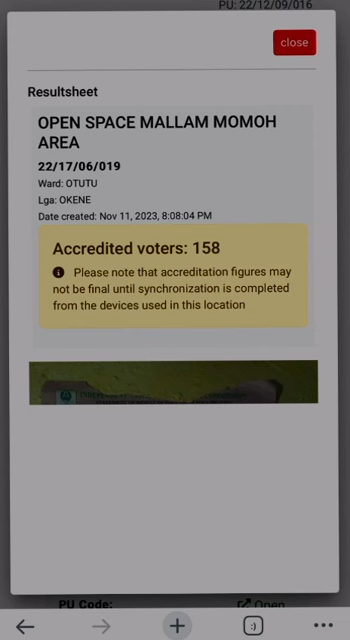 PU: 22/12/09/016
close
Resultsheet
OPEN SPACE MALLAM MOMOH
AREA
22/17/06/019
Ward: OTUTU
Lga: OKENE
Date created: Nov 11, 2023, 8:08:04 PM
Accredited voters: 158
Please note that accreditation figures may
not be final until synchronization is completed
from the devices used in this location
PU Code:
Open
:)